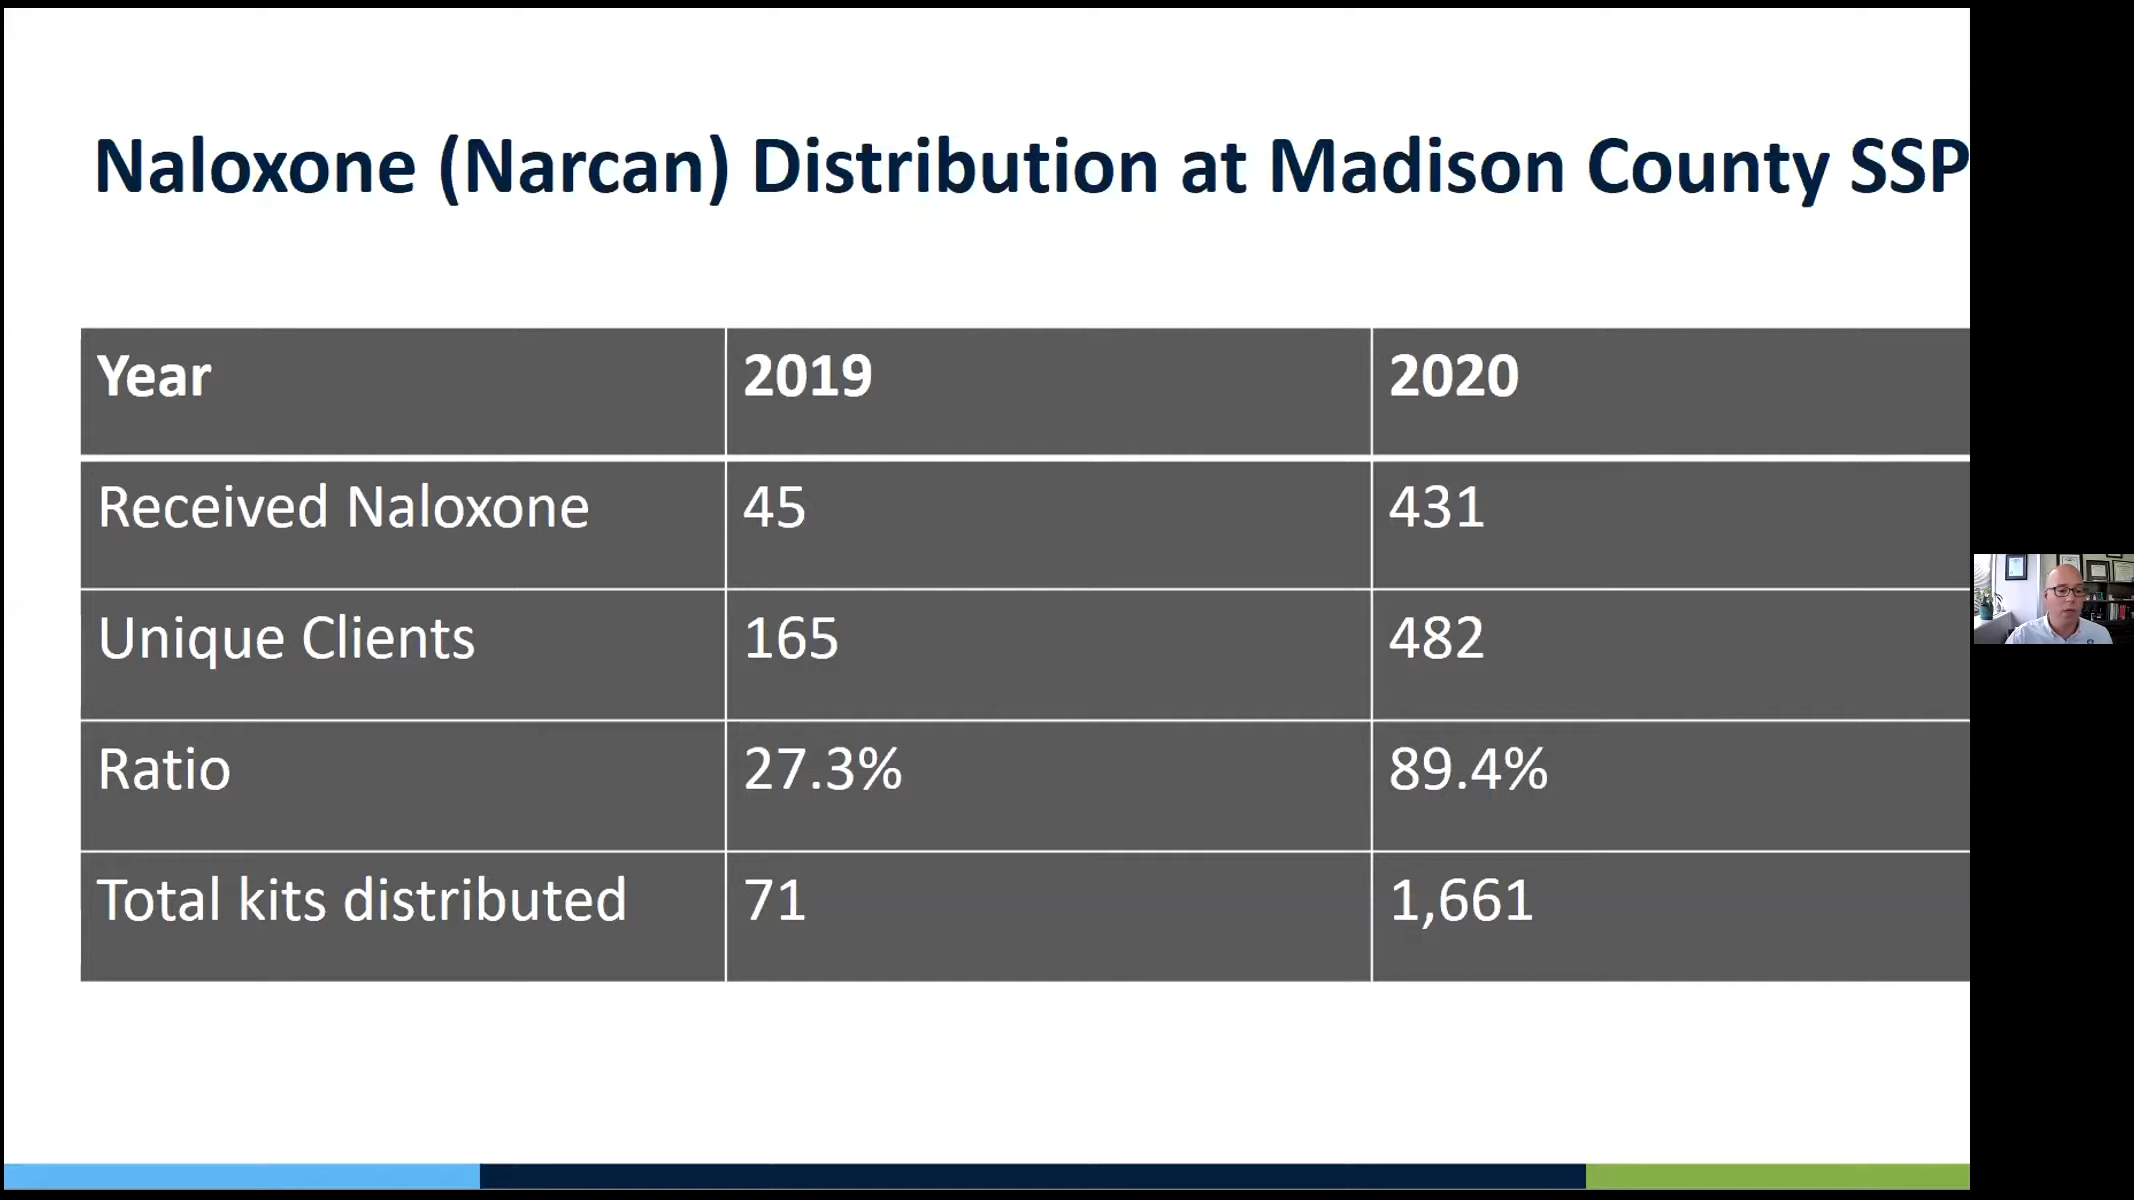 Naloxone (Narcan) Distribution at Madison County SSP
Year 2019 2020
Received Naloxone 45 431
Unique Clients 165 482
Ratio 27.3% 89.4%
Total kits distributed 71 1,661